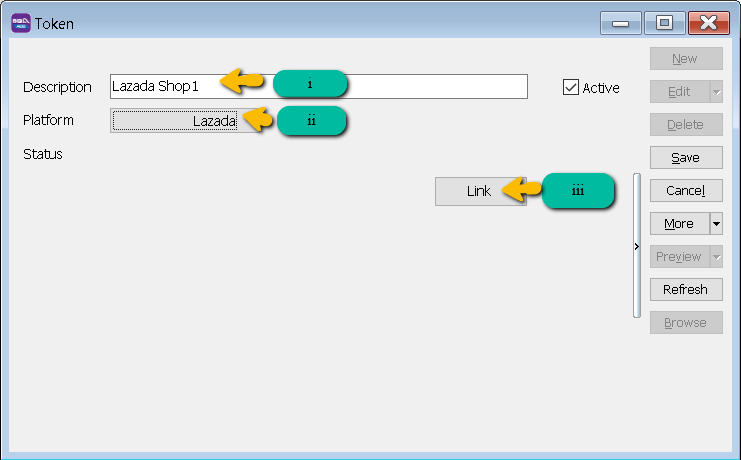 Token
Description
Lazada Shop1
i
Active
Platform
Lazada
ii
Status
Link
iii
New
Edit
Delete
Save
Cancel
More
Preview
Refresh
Browse